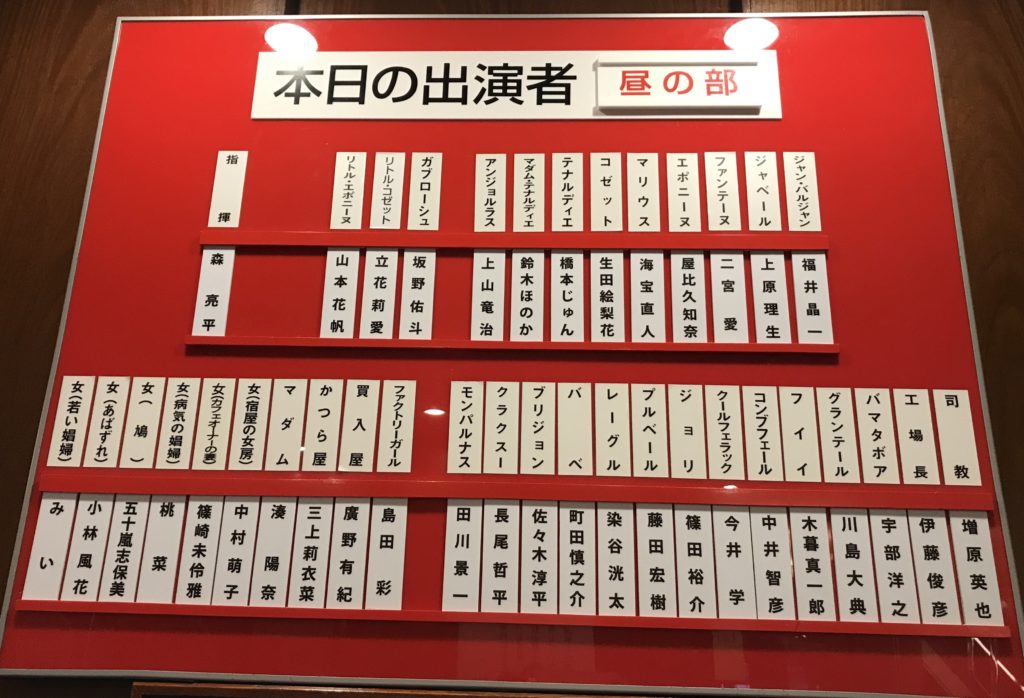 本日の出演者
昼の部
ジャン・バルジャン
ジャベール
ファンテーヌ
エポニーヌ
マリウス
コゼット
テナルディエ
マダム・テナルディエ
アンジョルラス
ガブローシュ
リトル・コゼット
リトル・エポニーヌ
指揮
福井晶一
上原理生
二宮愛
屋比久知奈
海宝直人
生田絵梨花
橋本じゅん
鈴木ほのか
上山竜治
坂野佑斗
立花莉愛
山本花帆
森亮平
司教
工場長
バマタボア
グランテール
フイイ
コンブフェール
クールフェラック
ジョリ
プルベール
レーグル
バベ
ブリジョン
クラクスー
モンパルナス
ファクトリーガール
買入屋
かつら屋
マダム
女(宿屋の女房)
女(カフェオーナーの妻)
女(病気の娼婦)
女(鳩)
女(あばずれ)
女(若い娼婦)
増原英也
伊藤俊彦
宇部洋之
川島大典
木暮真一郎
中井智彦
今井学
篠田裕介
藤田宏樹
染谷洸太
町田慎之介
佐々木淳平
長尾哲平
田川景一
島田彩
廣野有紀
三上莉衣菜
湊陽奈
中村萌子
篠崎未伶雅
桃菜
五十嵐志保美
小林風花
みい